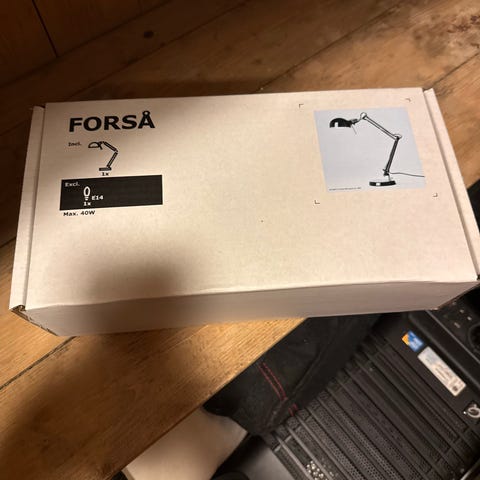 FORSÅ
Incl.
1x
Excl.
E14
1x
Max. 40W